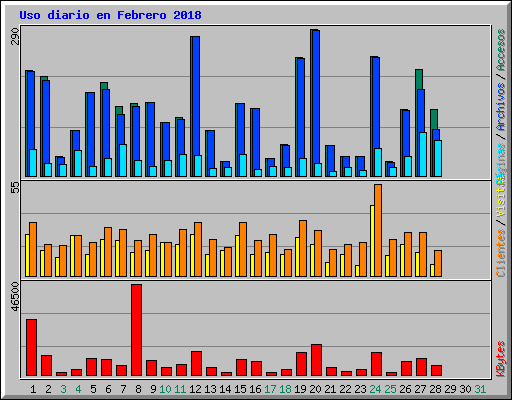 Uso diario en Febrero 2018
290
55
46500
Clientes / visitas
Páginas / Archivos / Accesos
KBytes
1 2 3 4 5 6 7 8 9 10 11 12 13 14 15 16 17 18 19 20 21 22 23 24 25 26 27 28 29 30 31